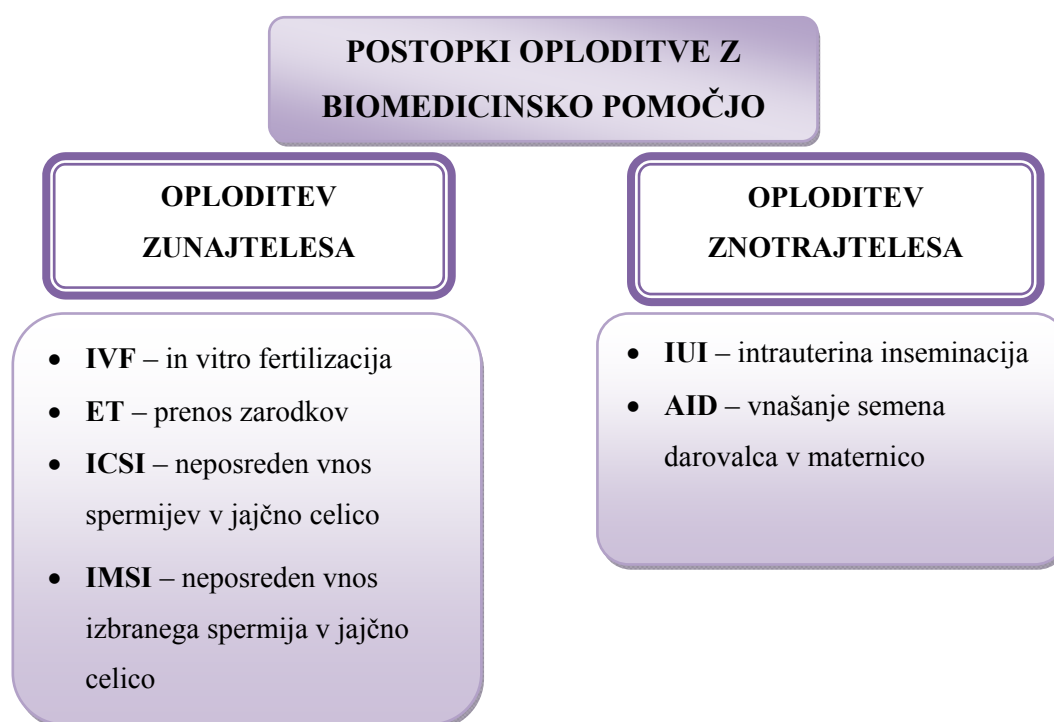 POSTOPKI OPLODITVE Z
BIOMEDICINSKO POMOČJO
OPLODITEV
ZUNAJTELESA
• IVF – in vitro fertilizacija
• ET – prenos zarodkov
• ICSI – neposreden vnos
spermijev v jajčno celico
• IMSI – neposreden vnos
izbranega spermija v jajčno
celico
OPLODITEV
ZNOTRAJTELESA
• IUI – intrauterina inseminacija
• AID – vnašanje semena
darovalca v maternico